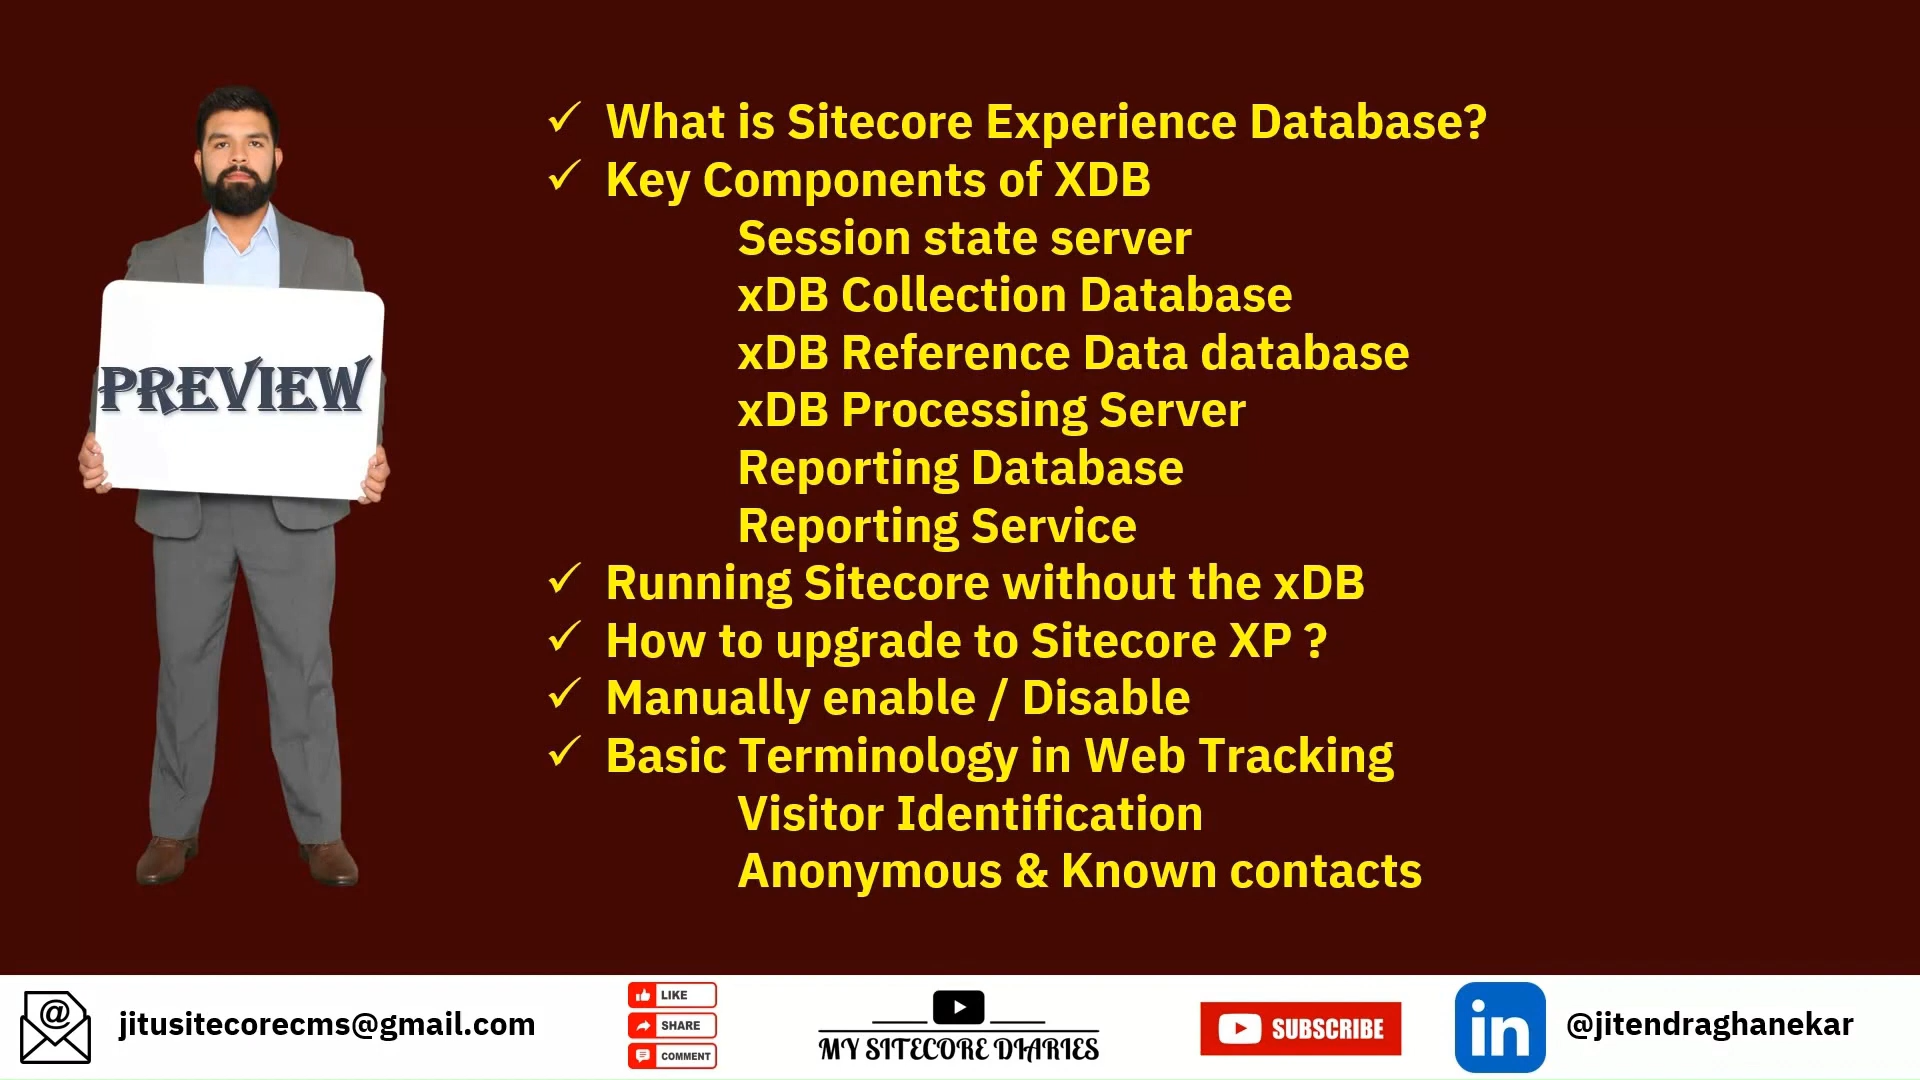 What is Sitecore Experience Database?
Key Components of XDB
Session state server
xDB Collection Database
xDB Reference Data database
xDB Processing Server
Reporting Database
Reporting Service
Running Sitecore without the xDB
How to upgrade to Sitecore XP ?
Manually enable / Disable
Basic Terminology in Web Tracking
Visitor Identification
Anonymous & Known contacts
PREVIEW
@
jitusitecorecms@gmail.com
LIKE
SHARE
COMMENT
MY SITECORE DIARIES
SUBSCRIBE
in
@jitendraghanekar